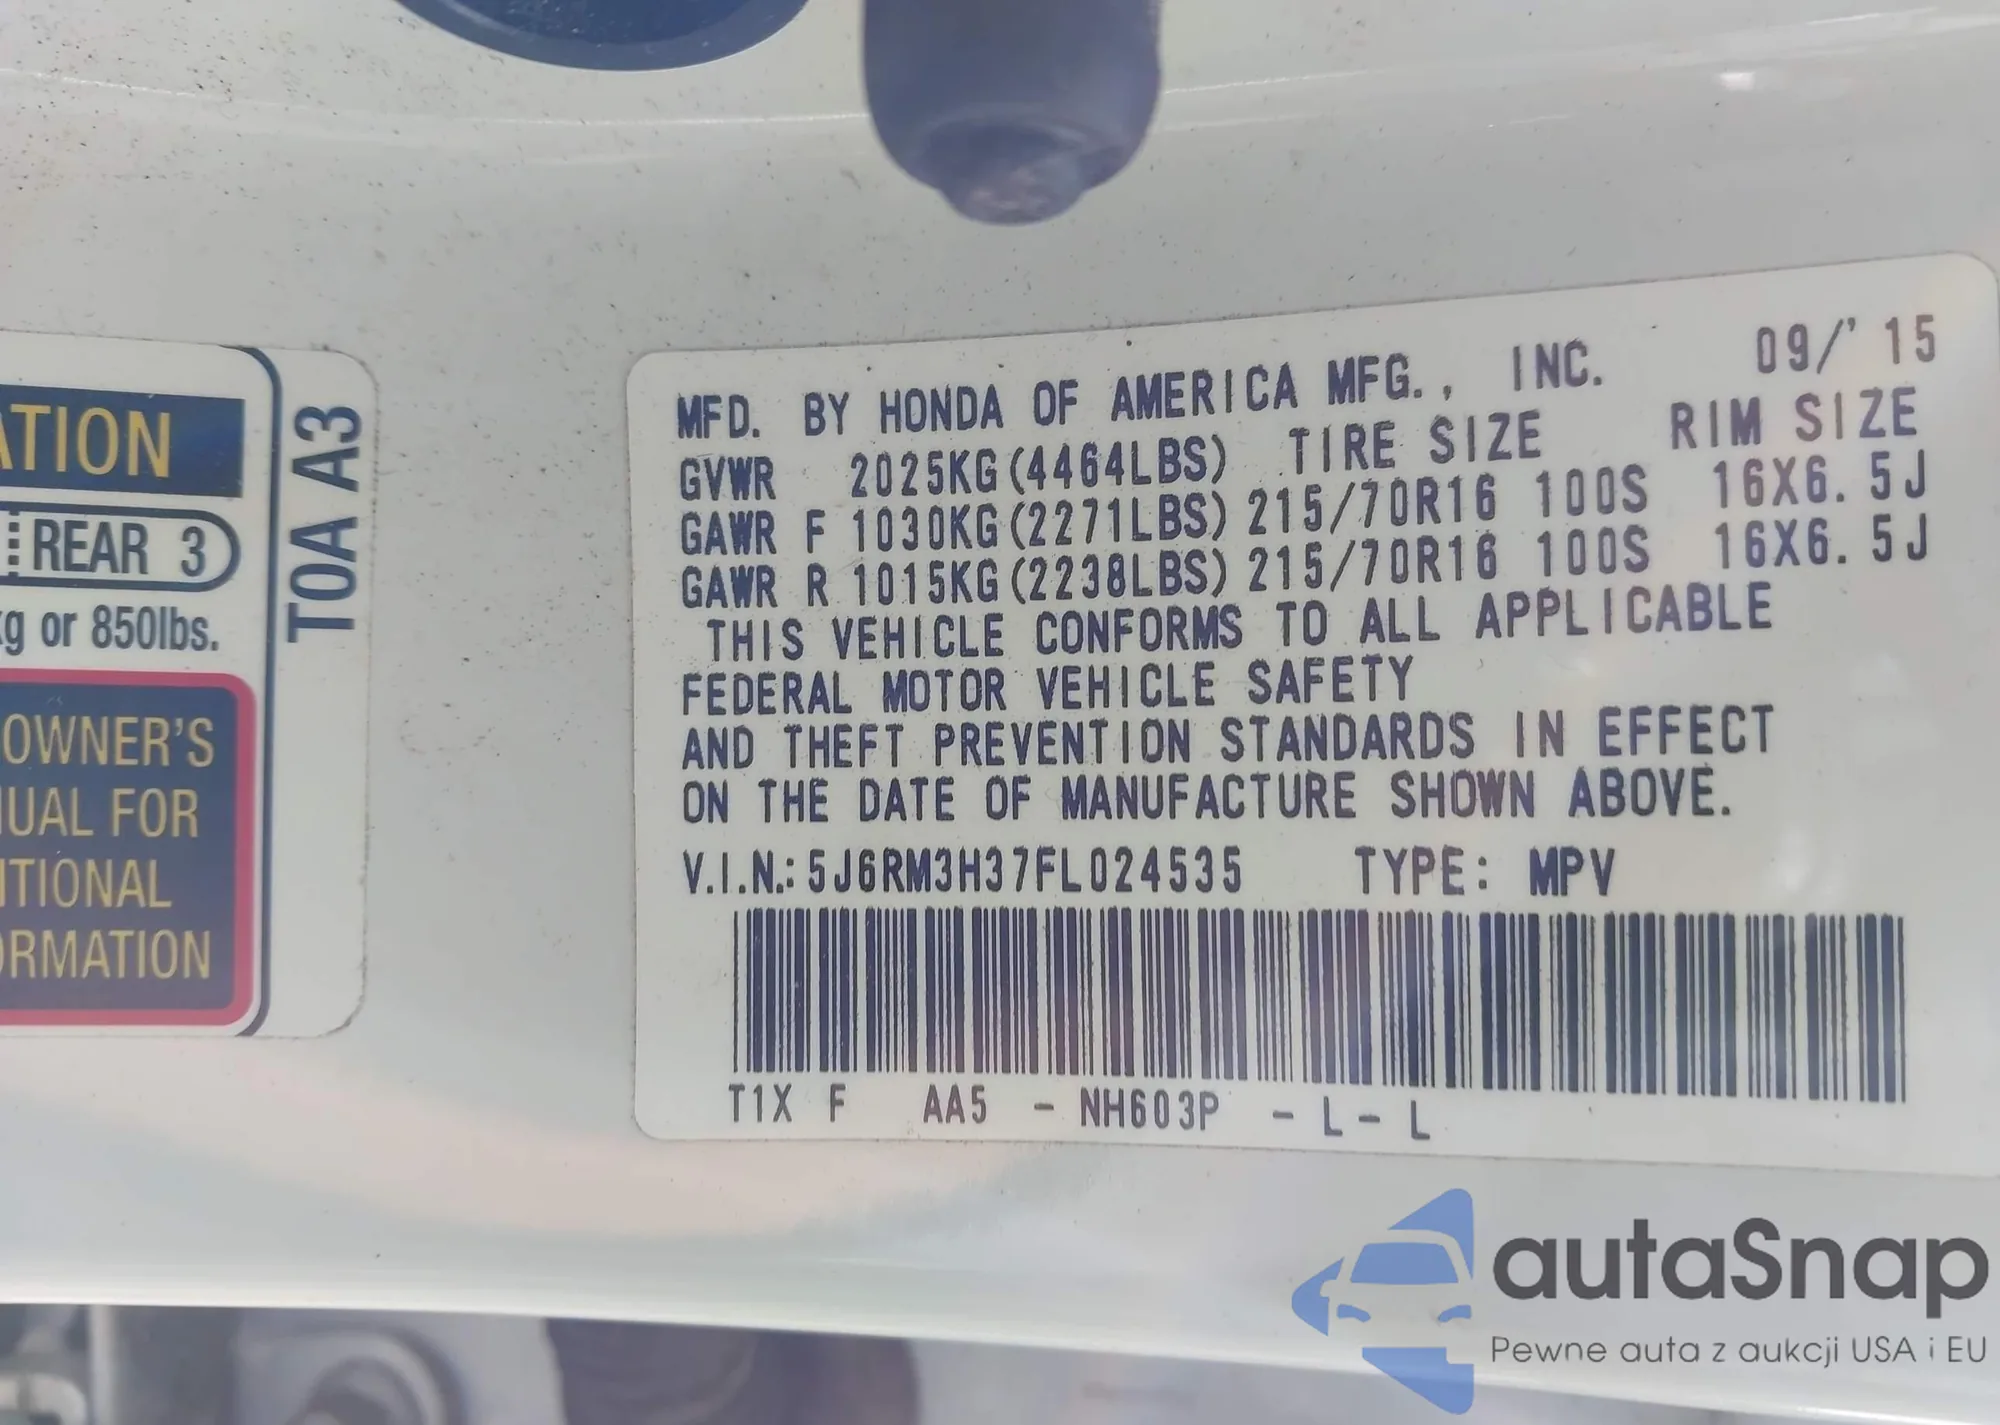 ATION
REAR 3
kg or 850lbs.
OWNER'S
NUAL FOR
ITIONAL
ORMATION
T0A A3
MFD. BY HONDA OF AMERICA MFG., INC. 09/'15
GVWR 2025KG(4464LBS) TIRE SIZE RIM SIZE
GAWR F 1030KG(2271LBS) 215/70R16 100S 16X6.5J
GAWR R 1015KG(2238LBS) 215/70R16 100S 16X6.5J
THIS VEHICLE CONFORMS TO ALL APPLICABLE
FEDERAL MOTOR VEHICLE SAFETY
AND THEFT PREVENTION STANDARDS IN EFFECT
ON THE DATE OF MANUFACTURE SHOWN ABOVE.
V.I.N.: 5J6RM3H37FL024535 TYPE: MPV
T1X F AA5 - NH603P - L - L
autoSnap
Pewne auta z aukcji USA i EU